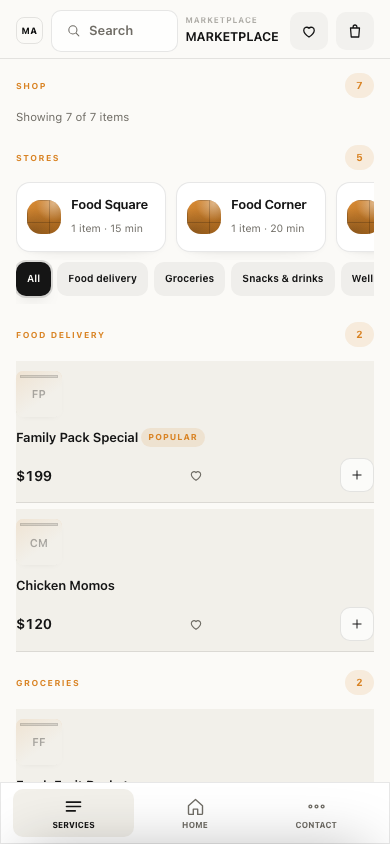 MA
Search
MARKETPLACE
MARKETPLACE
SHOP
7
Showing 7 of 7 items
STORES
5
Food Square
1 item · 15 min
Food Corner
1 item · 20 min
All
Food delivery
Groceries
Snacks & drinks
Well
FOOD DELIVERY
2
FP
Family Pack Special POPULAR
$199
CM
Chicken Momos
$120
GROCERIES
2
FF
SERVICES
HOME
CONTACT